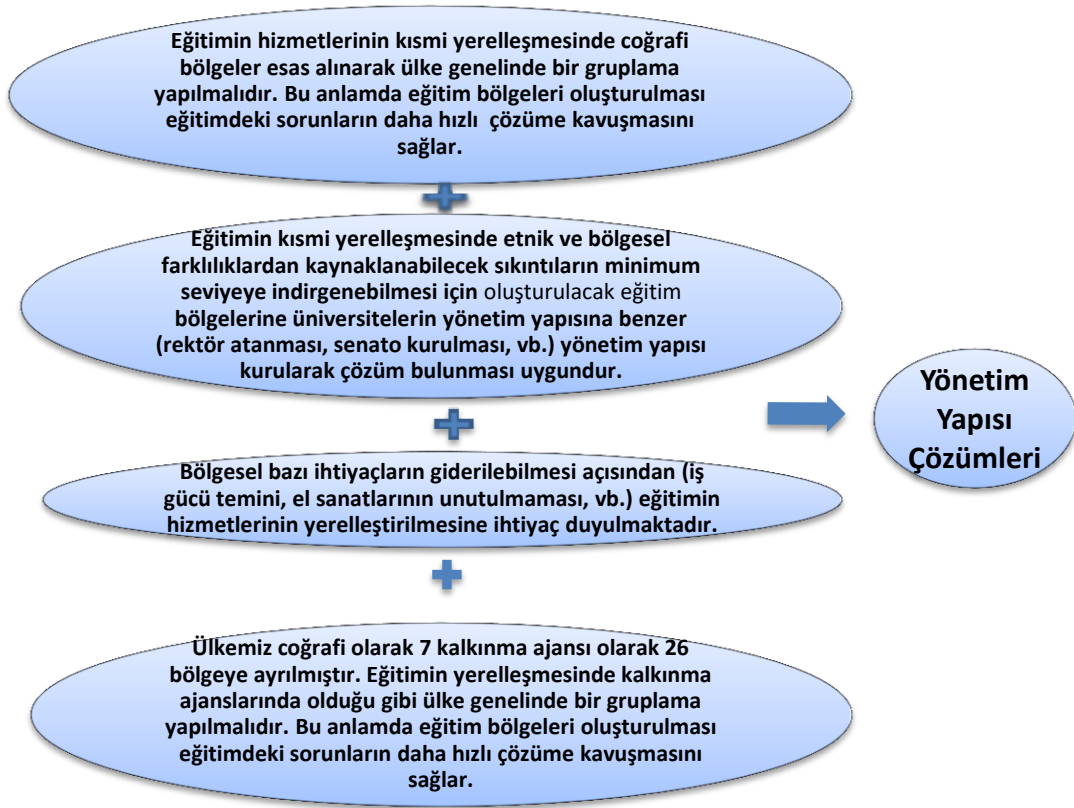 Eğitimin hizmetlerinin kısmi yerelleşmesinde coğrafi
bölgeler esas alınarak ülke genelinde bir gruplama
yapılmalıdır. Bu anlamda eğitim bölgeleri oluşturulması
eğitimdeki sorunların daha hızlı çözüme kavuşmasını
sağlar.
Eğitimin kısmi yerelleşmesinde etnik ve bölgesel
farklılıklardan kaynaklanabilecek sıkıntıların minimum
seviyeye indirgenebilmesi için oluşturulacak eğitim
bölgelerine üniversitelerin yönetim yapısına benzer
(rektör atanması, senato kurulması, vb.) yönetim yapısı
kurularak çözüm bulunması uygundur.
Bölgesel bazı ihtiyaçların giderilebilmesi açısından (iş
gücü temini, el sanatlarının unutulmaması, vb.) eğitimin
hizmetlerinin yerelleştirilmesine ihtiyaç duyulmaktadır.
Ülkemiz coğrafi olarak 7 kalkınma ajansı olarak 26
bölgeye ayrılmıştır. Eğitimin yerelleşmesinde kalkınma
ajanslarında olduğu gibi ülke genelinde bir gruplama
yapılmalıdır. Bu anlamda eğitim bölgeleri oluşturulması
eğitimdeki sorunların daha hızlı çözüme kavuşmasını
sağlar.
Yönetim
Yapısı
Çözümleri